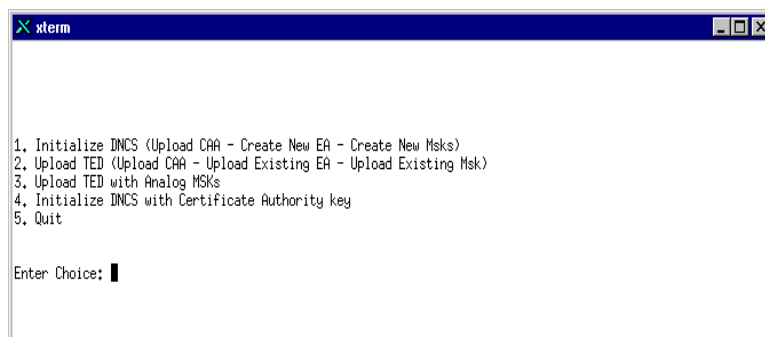 xterm
1. Initialize DNCS (Upload CAA - Create New EA - Create New Msks)
2. Upload TED (Upload CAA - Upload Existing EA - Upload Existing Msk)
3. Upload TED with Analog MSKs
4. Initialize DNCS with Certificate Authority key
5. Quit
Enter Choice: